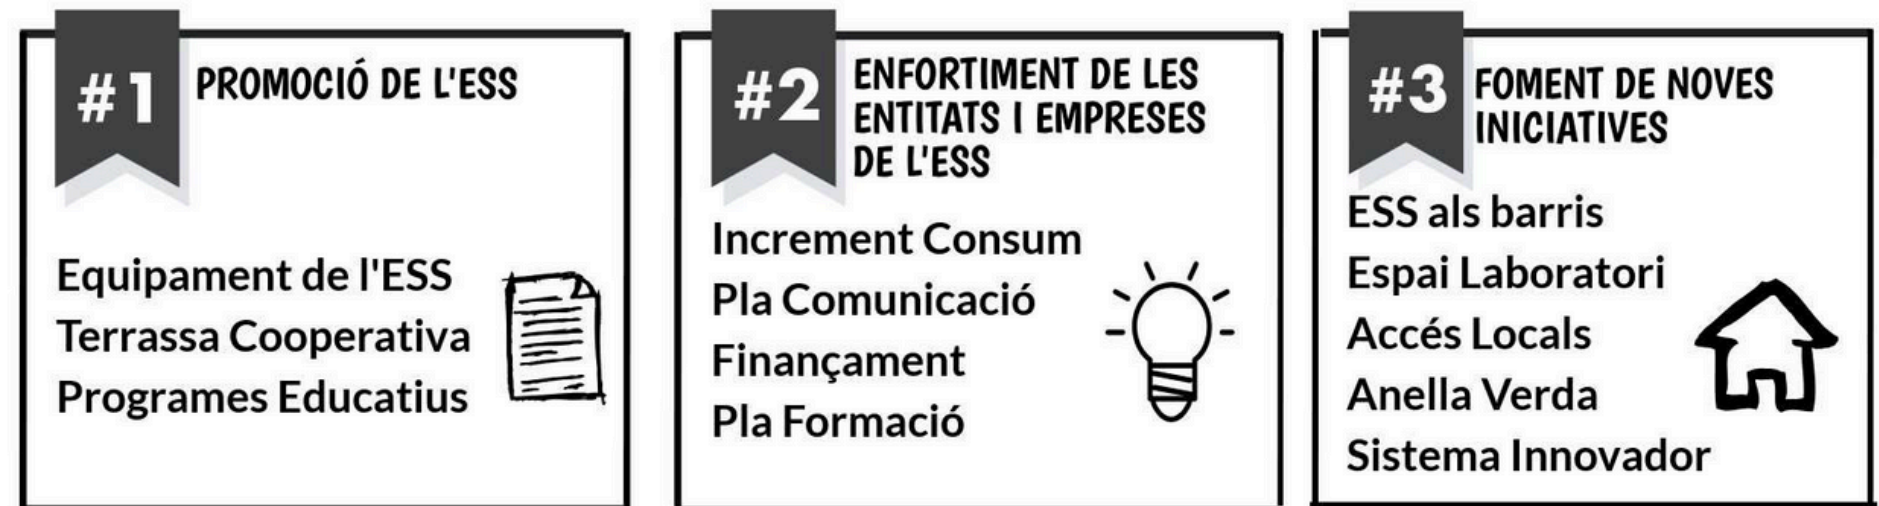 #1
PROMOCIÓ DE L'ESS
Equipament de l'ESS
Terrassa Cooperativa
Programes Educatius
#2
ENFORTIMENT DE LES
ENTITATS I EMPRESES
DE L'ESS
Increment Consum
Pla Comunicació
Finançament
Pla Formació
#3
FOMENT DE NOVES
INICIATIVES
ESS als barris
Espai Laboratori
Accés Locals
Anella Verda
Sistema Innovador